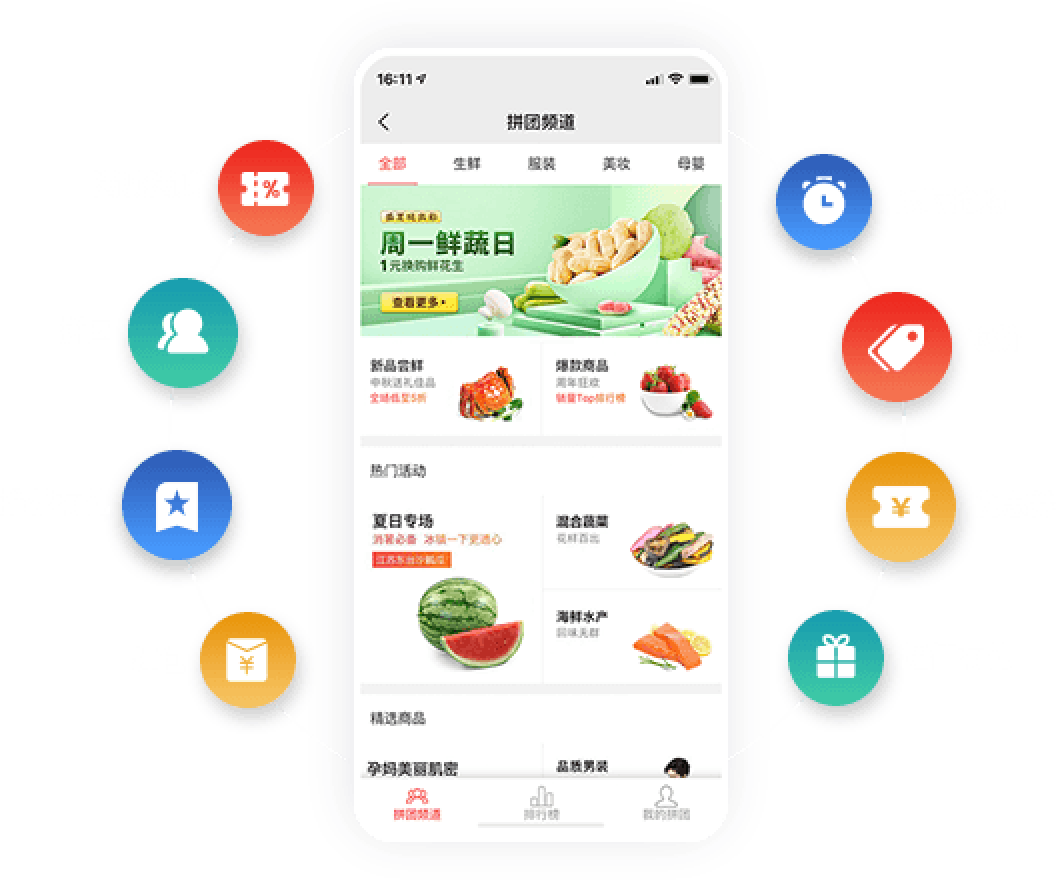 16:11
拼团频道
全部 生鲜 服装 美妆 母婴
周一鲜蔬日
1元换购鲜花生
查看更多
新品尝鲜
中秋送礼佳品
全场低至5折
爆款商品
周年狂欢
销量Top排行榜
热门活动
夏日专场
消暑必备 冰镇一下更透心
江苏东台沙瓤瓜
混合蔬菜
花样百出
海鲜水产
回味无群
精选商品
孕妈美丽肌密
品质男装
拼团频道 排行榜 我的拼团
%
¥
¥